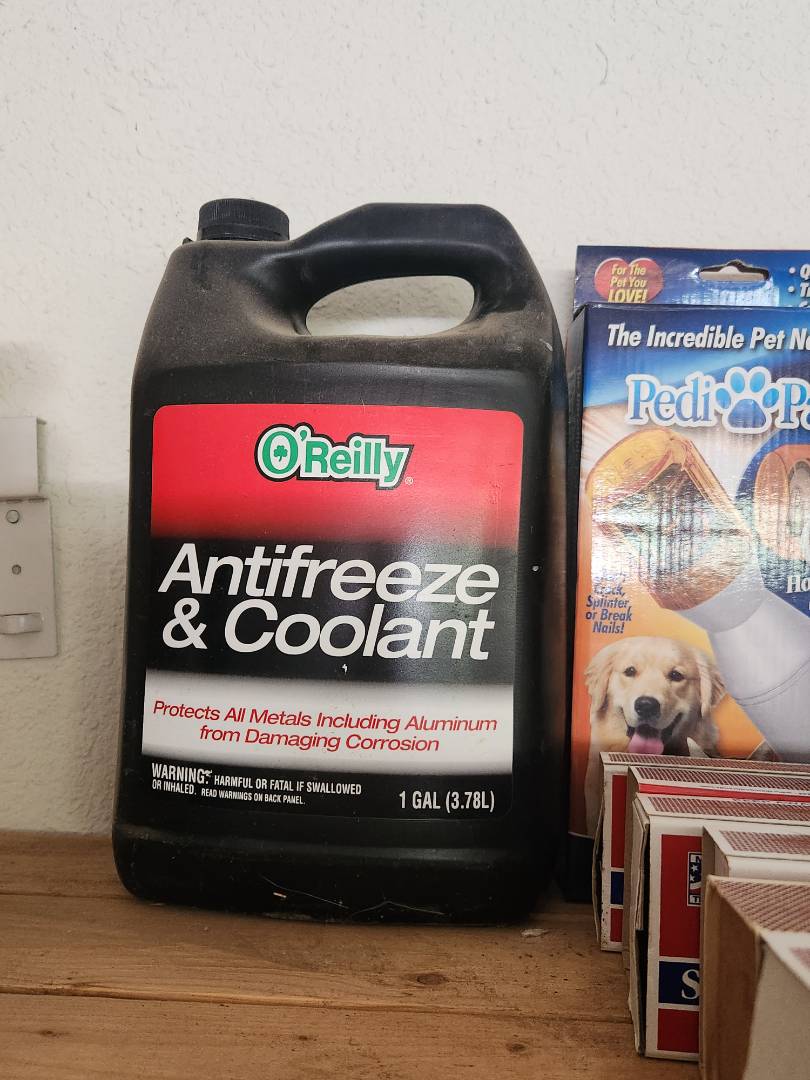 O'Reilly®
Antifreeze
& Coolant
Protects All Metals Including Aluminum
from Damaging Corrosion
WARNING: HARMFUL OR FATAL IF SWALLOWED
OR INHALED. READ WARNINGS ON BACK PANEL.
1 GAL (3.78L)
For The
Pet You
LOVE!
The Incredible Pet
Pedi
Splinter,
or Break
Nails!
S